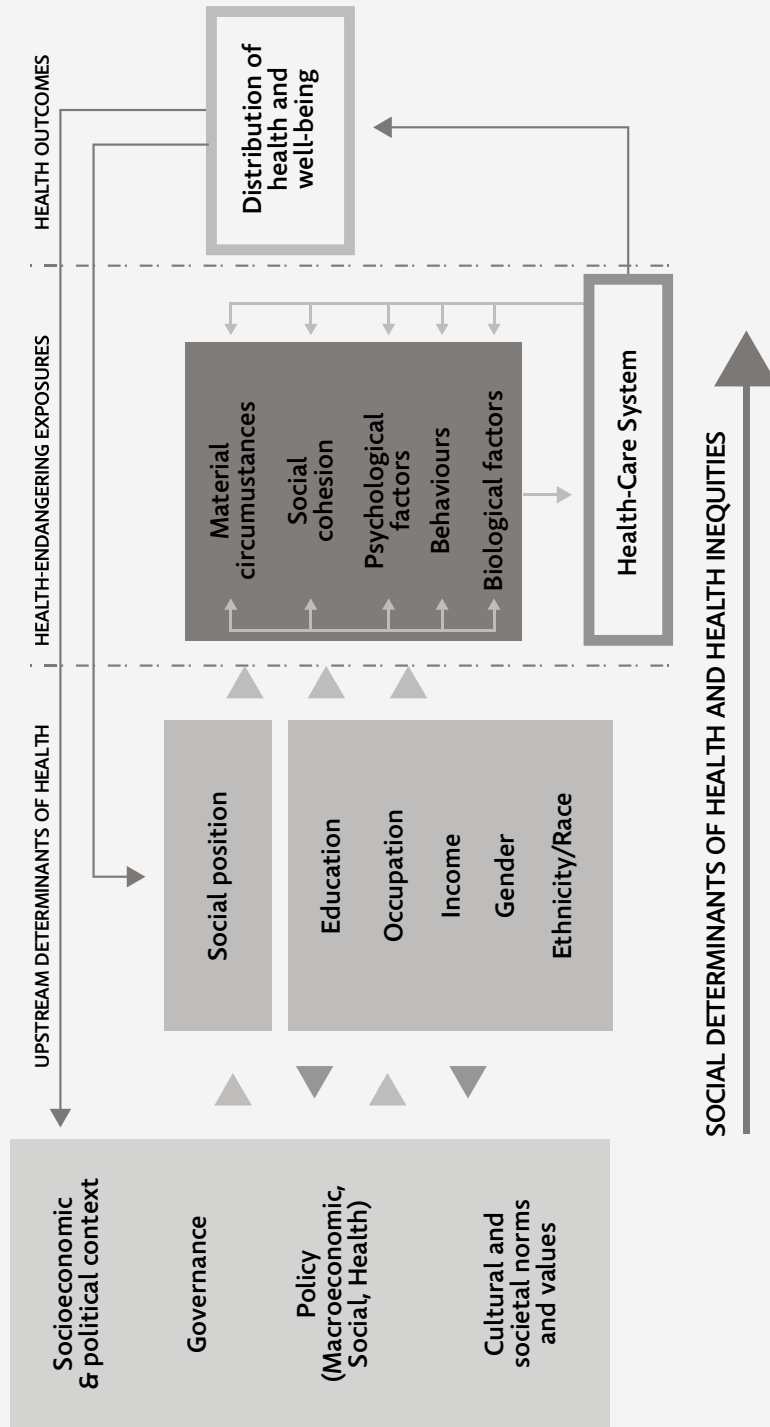 UPSTREAM DETERMINANTS OF HEALTH
HEALTH-ENDANGERING EXPOSURES
HEALTH OUTCOMES
Socioeconomic
& political context
Governance
Policy
(Macroeconomic,
Social, Health)
Cultural and
societal norms
and values
Social position
Education
Occupation
Income
Gender
Ethnicity/Race
Material
circumustances
Social
cohesion
Psychological
factors
Behaviours
Biological factors
Distribution of
health and
well-being
Health-Care System
SOCIAL DETERMINANTS OF HEALTH AND HEALTH INEQUITIES